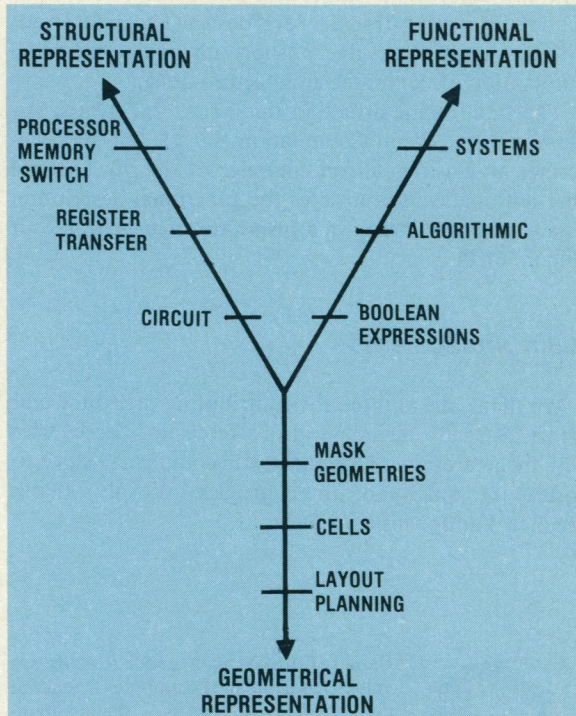 STRUCTURAL
REPRESENTATION
FUNCTIONAL
REPRESENTATION
PROCESSOR
MEMORY
SWITCH
SYSTEMS
REGISTER
TRANSFER
ALGORITHMIC
CIRCUIT
BOOLEAN
EXPRESSIONS
MASK
GEOMETRIES
CELLS
LAYOUT
PLANNING
GEOMETRICAL
REPRESENTATION